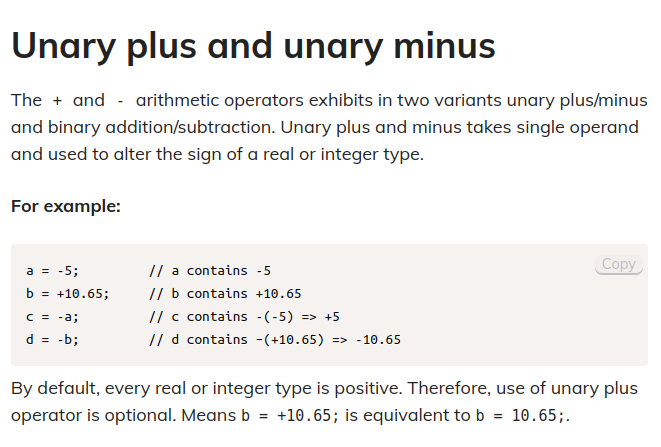 Unary plus and unary minus
The + and - arithmetic operators exhibits in two variants unary plus/minus
and binary addition/subtraction. Unary plus and minus takes single operand
and used to alter the sign of a real or integer type.
For example:
Copy
a = -5;         // a contains -5
b = +10.65;     // b contains +10.65
c = -a;         // c contains -(-5) => +5
d = -b;         // d contains -(+10.65) => -10.65
By default, every real or integer type is positive. Therefore, use of unary plus
operator is optional. Means b = +10.65; is equivalent to b = 10.65;.